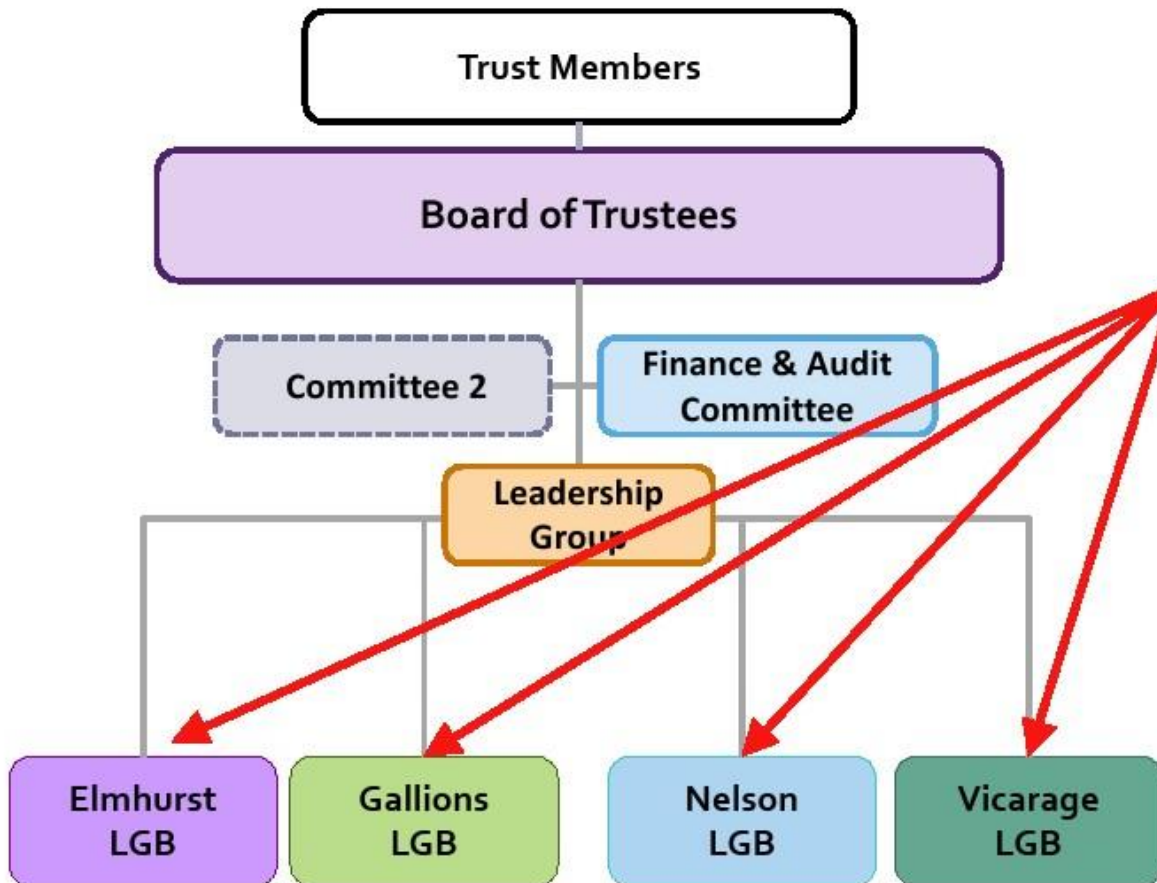 Trust Members
Board of Trustees
Committee 2
Finance & Audit
Committee
Leadership
Group
Elmhurst
LGB
Gallions
LGB
Nelson
LGB
Vicarage
LGB